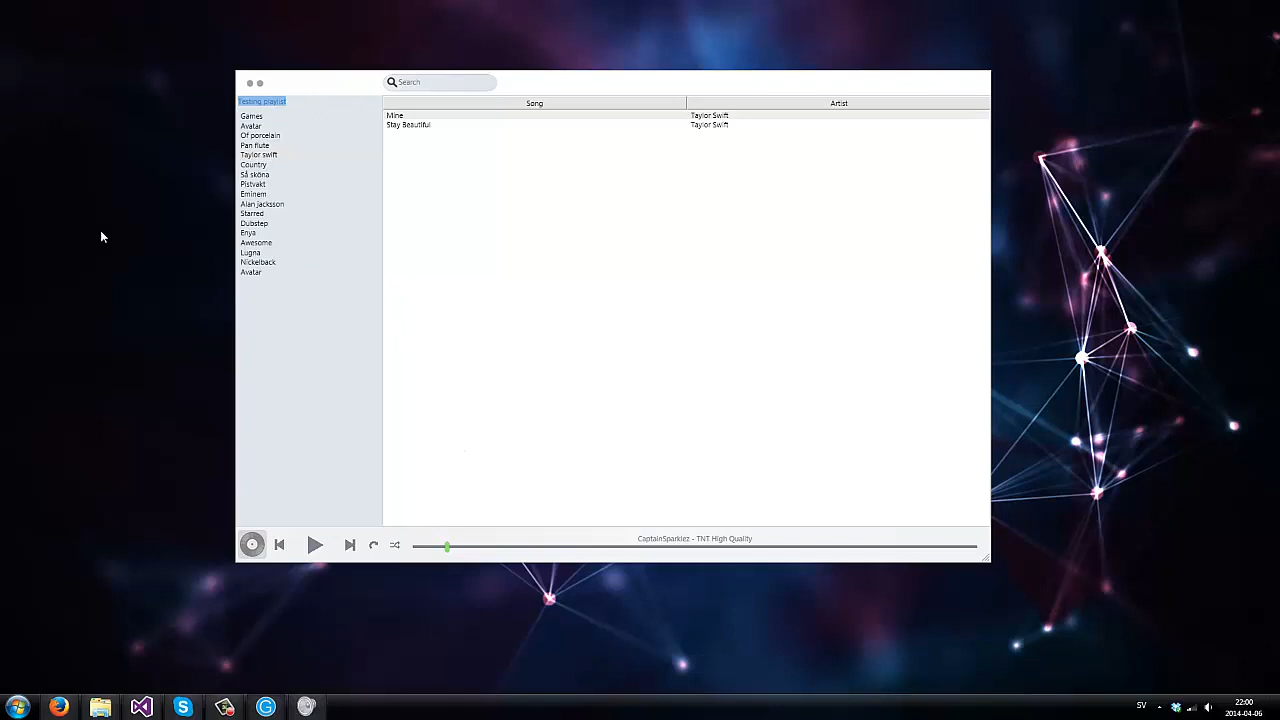 Search
Testing playlist
Games
Avatar
Of porcelain
Pan flute
Taylor swift
Country
Så sköna
Pistvakt
Eminem
Alan jacksson
Starred
Dubstep
Enya
Awesome
Lugna
Nickelback
Avatar
Song Artist
Mine Taylor Swift
Stay Beautiful Taylor Swift
CaptainSparklez - TNT High Quality
SV
22:00
2014-04-06